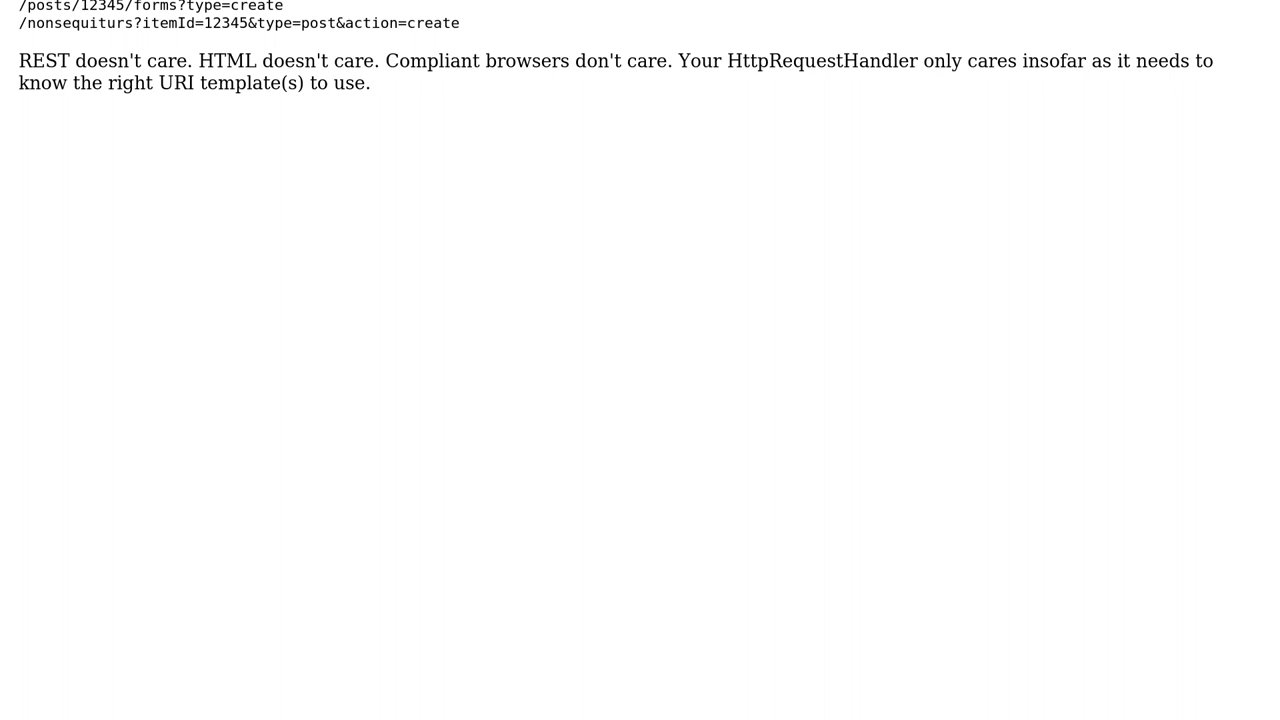 /posts/12345/forms?type=create
/nonsequiturs?itemId=12345&type=post&action=create
REST doesn't care. HTML doesn't care. Compliant browsers don't care. Your HttpRequestHandler only cares insofar as it needs to
know the right URI template(s) to use.